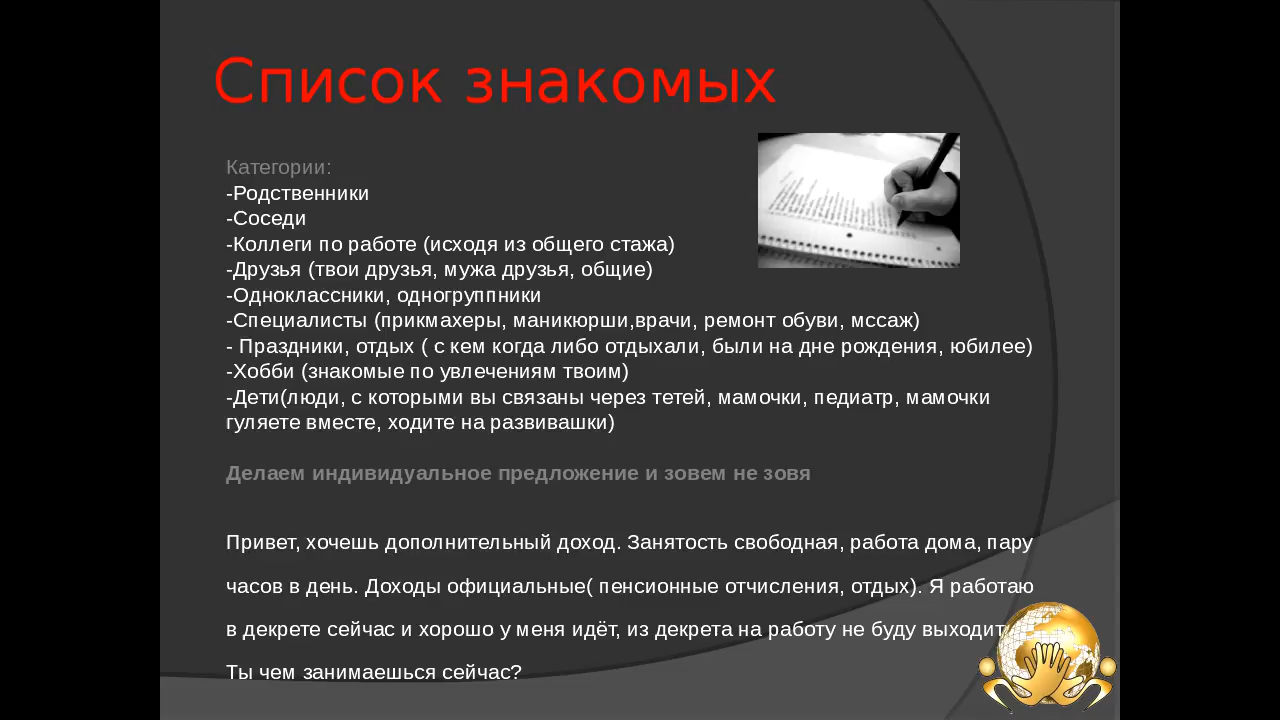 Список знакомых
Категории:
-Родственники
-Соседи
-Коллеги по работе (исходя из общего стажа)
-Друзья (твои друзья, мужа друзья, общие)
-Одноклассники, одногруппники
-Специалисты (прикмахеры, маникюрши,врачи, ремонт обуви, мссаж)
- Праздники, отдых ( с кем когда либо отдыхали, были на дне рождения, юбилее)
-Хобби (знакомые по увлечениям твоим)
-Дети(люди, с которыми вы связаны через тетей, мамочки, педиатр, мамочки
гуляете вместе, ходите на развивашки)
Делаем индивидуальное предложение и зовем не зовя
Привет, хочешь дополнительный доход. Занятость свободная, работа дома, пару
часов в день. Доходы официальные( пенсионные отчисления, отдых). Я работаю
в декрете сейчас и хорошо у меня идёт, из декрета на работу не буду выходит
Ты чем занимаешься сейчас?